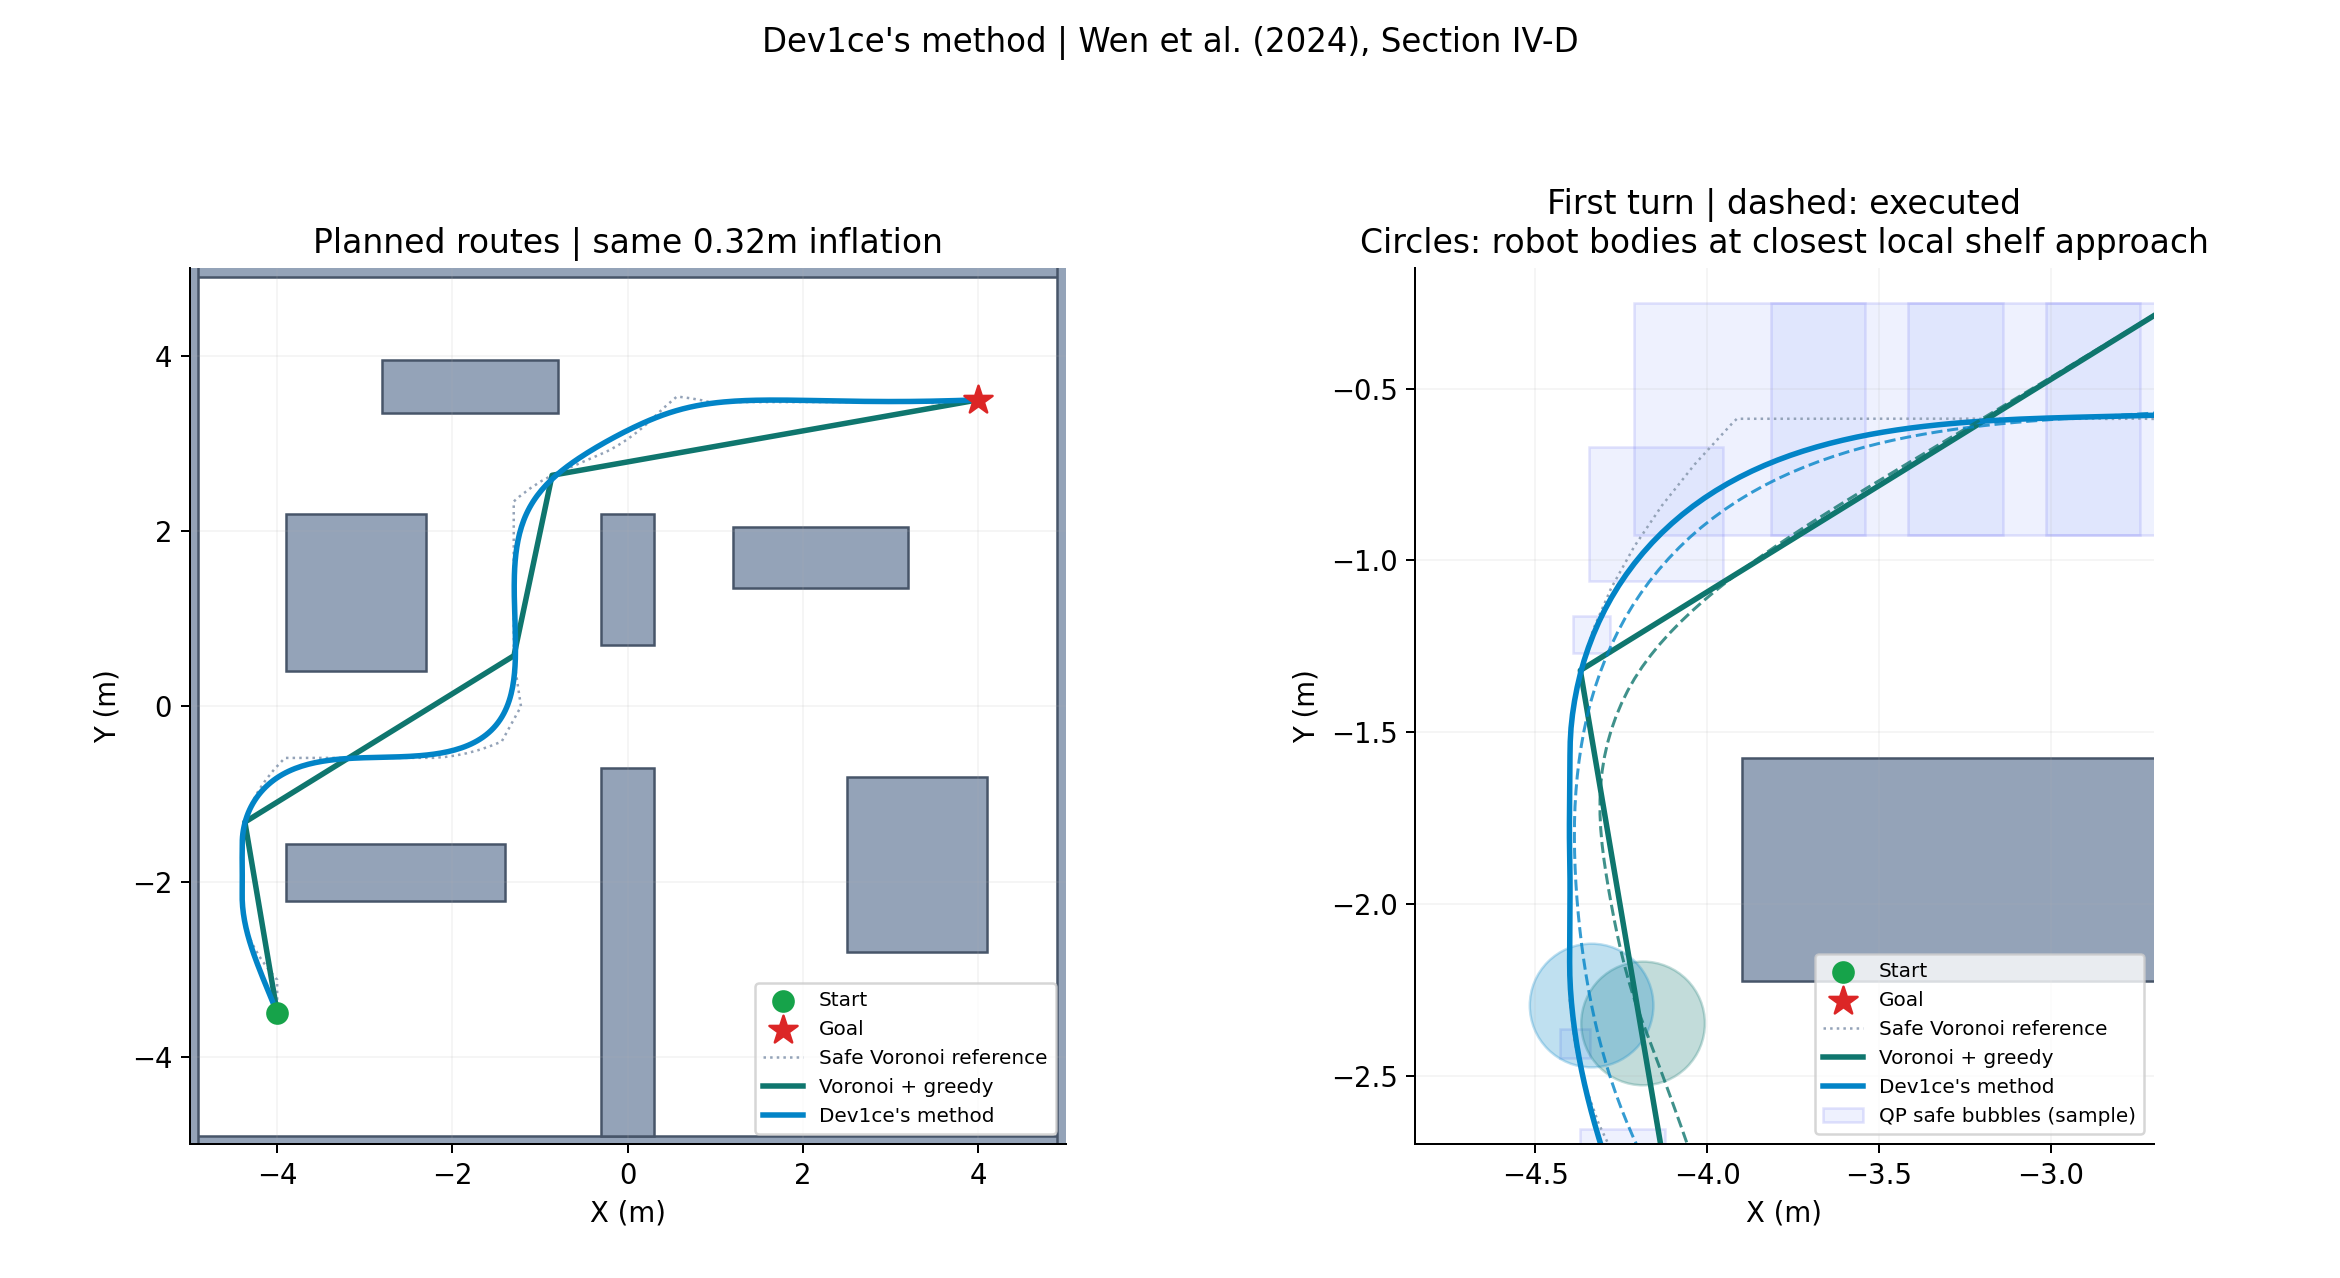 Dev1ce's method | Wen et al. (2024), Section IV-D
Planned routes | same 0.32m inflation
4
2
0
−2
−4
Y (m)
−4
−2
0
2
4
X (m)
Start
Goal
Safe Voronoi reference
Voronoi + greedy
Dev1ce's method
First turn | dashed: executed
Circles: robot bodies at closest local shelf approach
−0.5
−1.0
−1.5
−2.0
−2.5
Y (m)
−4.5
−4.0
−3.5
−3.0
X (m)
Start
Goal
Safe Voronoi reference
Voronoi + greedy
Dev1ce's method
QP safe bubbles (sample)